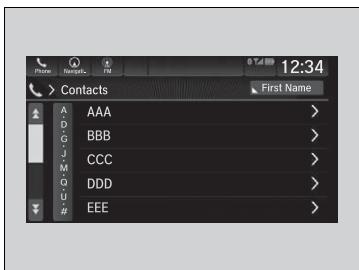 Phone Navigati.. FM 12:34
> Contacts First Name
A
D
G
J
M
Q
U
#
AAA
BBB
CCC
DDD
EEE